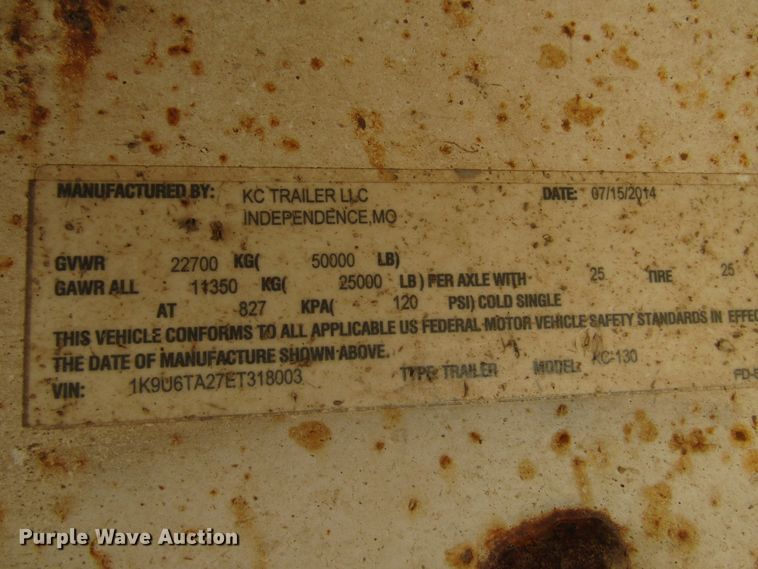 MANUFACTURED BY: KC TRAILER LLC DATE: 07/15/2014
INDEPENDENCE,MO
GVWR 22700 KG( 50000 LB)
GAWR ALL 11350 KG( 25000 LB) PER AXLE WITH 25 TIRE 25
AT 827 KPA( 120 PSI) COLD SINGLE
THIS VEHICLE CONFORMS TO ALL APPLICABLE US FEDERAL MOTOR VEHICLE SAFETY STANDARDS IN EFFEC
THE DATE OF MANUFACTURE SHOWN ABOVE.
VIN: 1K9U6TA27ET318003 TYPE: TRAILER MODEL: KC-130 FD-
Purple Wave Auction